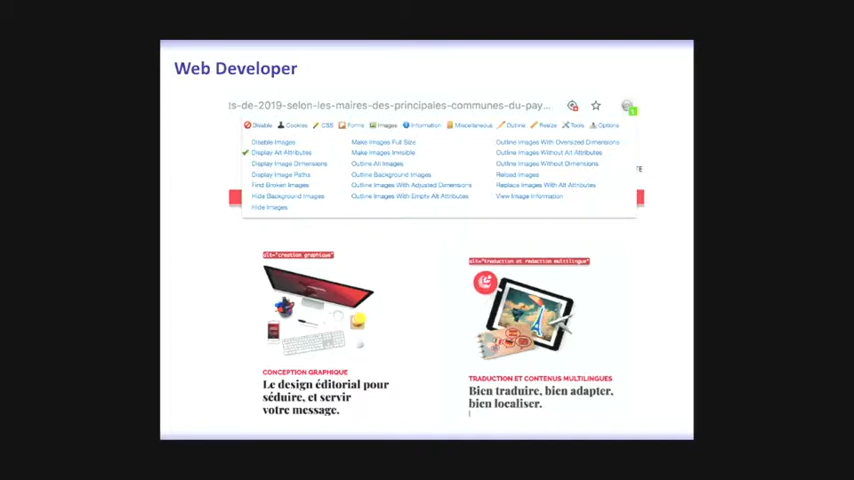 Web Developer
ts-de-2019-selon-les-maires-des-principales-communes-du-pay...
Disable Cookies CSS Forms Images Information Miscellaneous Outline Resize Tools Options
Disable Images
Display Alt Attributes
Display Image Dimensions
Display Image Paths
Find Broken Images
Hide Background Images
Hide Images
Make Images Full Size
Make Images Invisible
Outline All Images
Outline Background Images
Outline Images With Adjusted Dimensions
Outline Images With Empty Alt Attributes
Outline Images With Oversized Dimensions
Outline Images Without Alt Attributes
Outline Images Without Dimensions
Reload Images
Replace Images With Alt Attributes
View Image Information
TE
alt="creation graphique"
CONCEPTION GRAPHIQUE
Le design éditorial pour
séduire, et servir
votre message.
alt="traduction et redaction multilingue"
TRADUCTION ET CONTENUS MULTILINGUES
Bien traduire, bien adapter,
bien localiser.